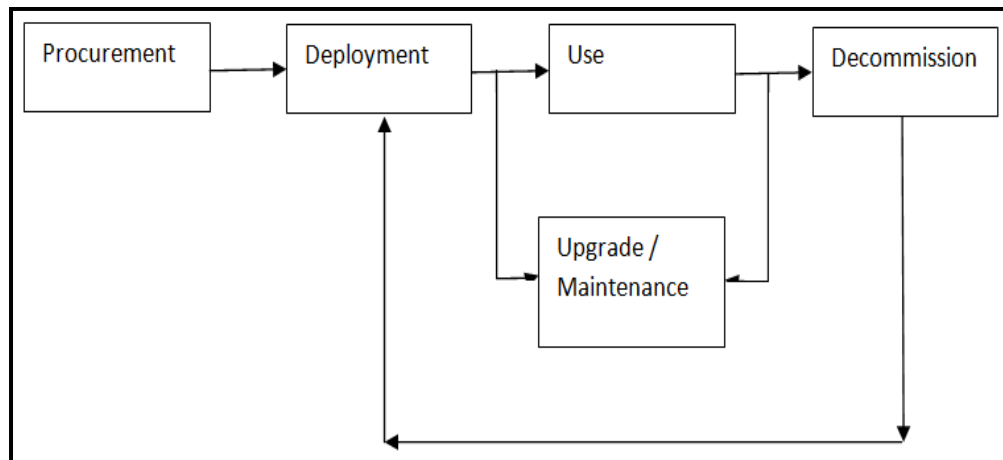 Procurement
Deployment
Use
Decommission
Upgrade /
Maintenance